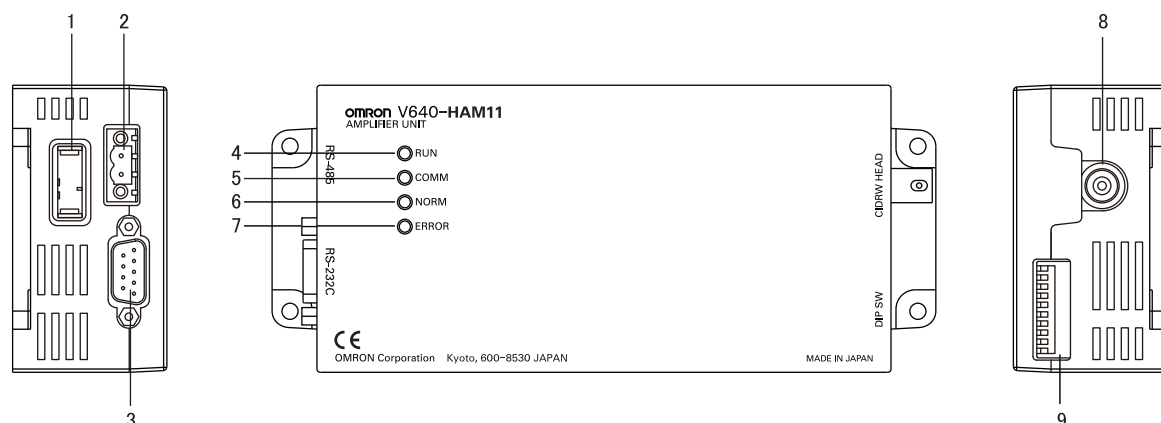 1
2
8
OMRON V640-HAM11
AMPLIFIER UNIT
RS-485
4
RUN
5
COMM
6
NORM
7
ERROR
RS-232C
CIDRW HEAD
DIP SW
CE
OMRON Corporation Kyoto, 600-8530 JAPAN
MADE IN JAPAN
3
9